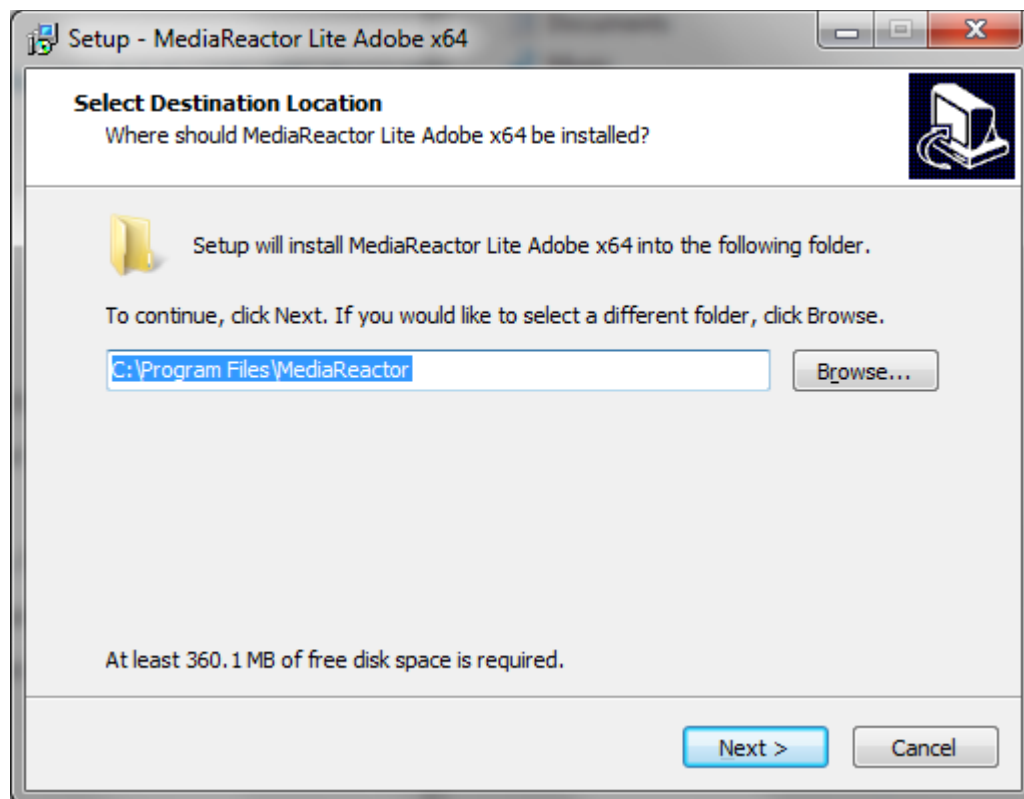 Setup - MediaReactor Lite Adobe x64
Select Destination Location
Where should MediaReactor Lite Adobe x64 be installed?
Setup will install MediaReactor Lite Adobe x64 into the following folder.
To continue, click Next. If you would like to select a different folder, click Browse.
C:\Program Files\MediaReactor
Browse...
At least 360.1 MB of free disk space is required.
Next >
Cancel